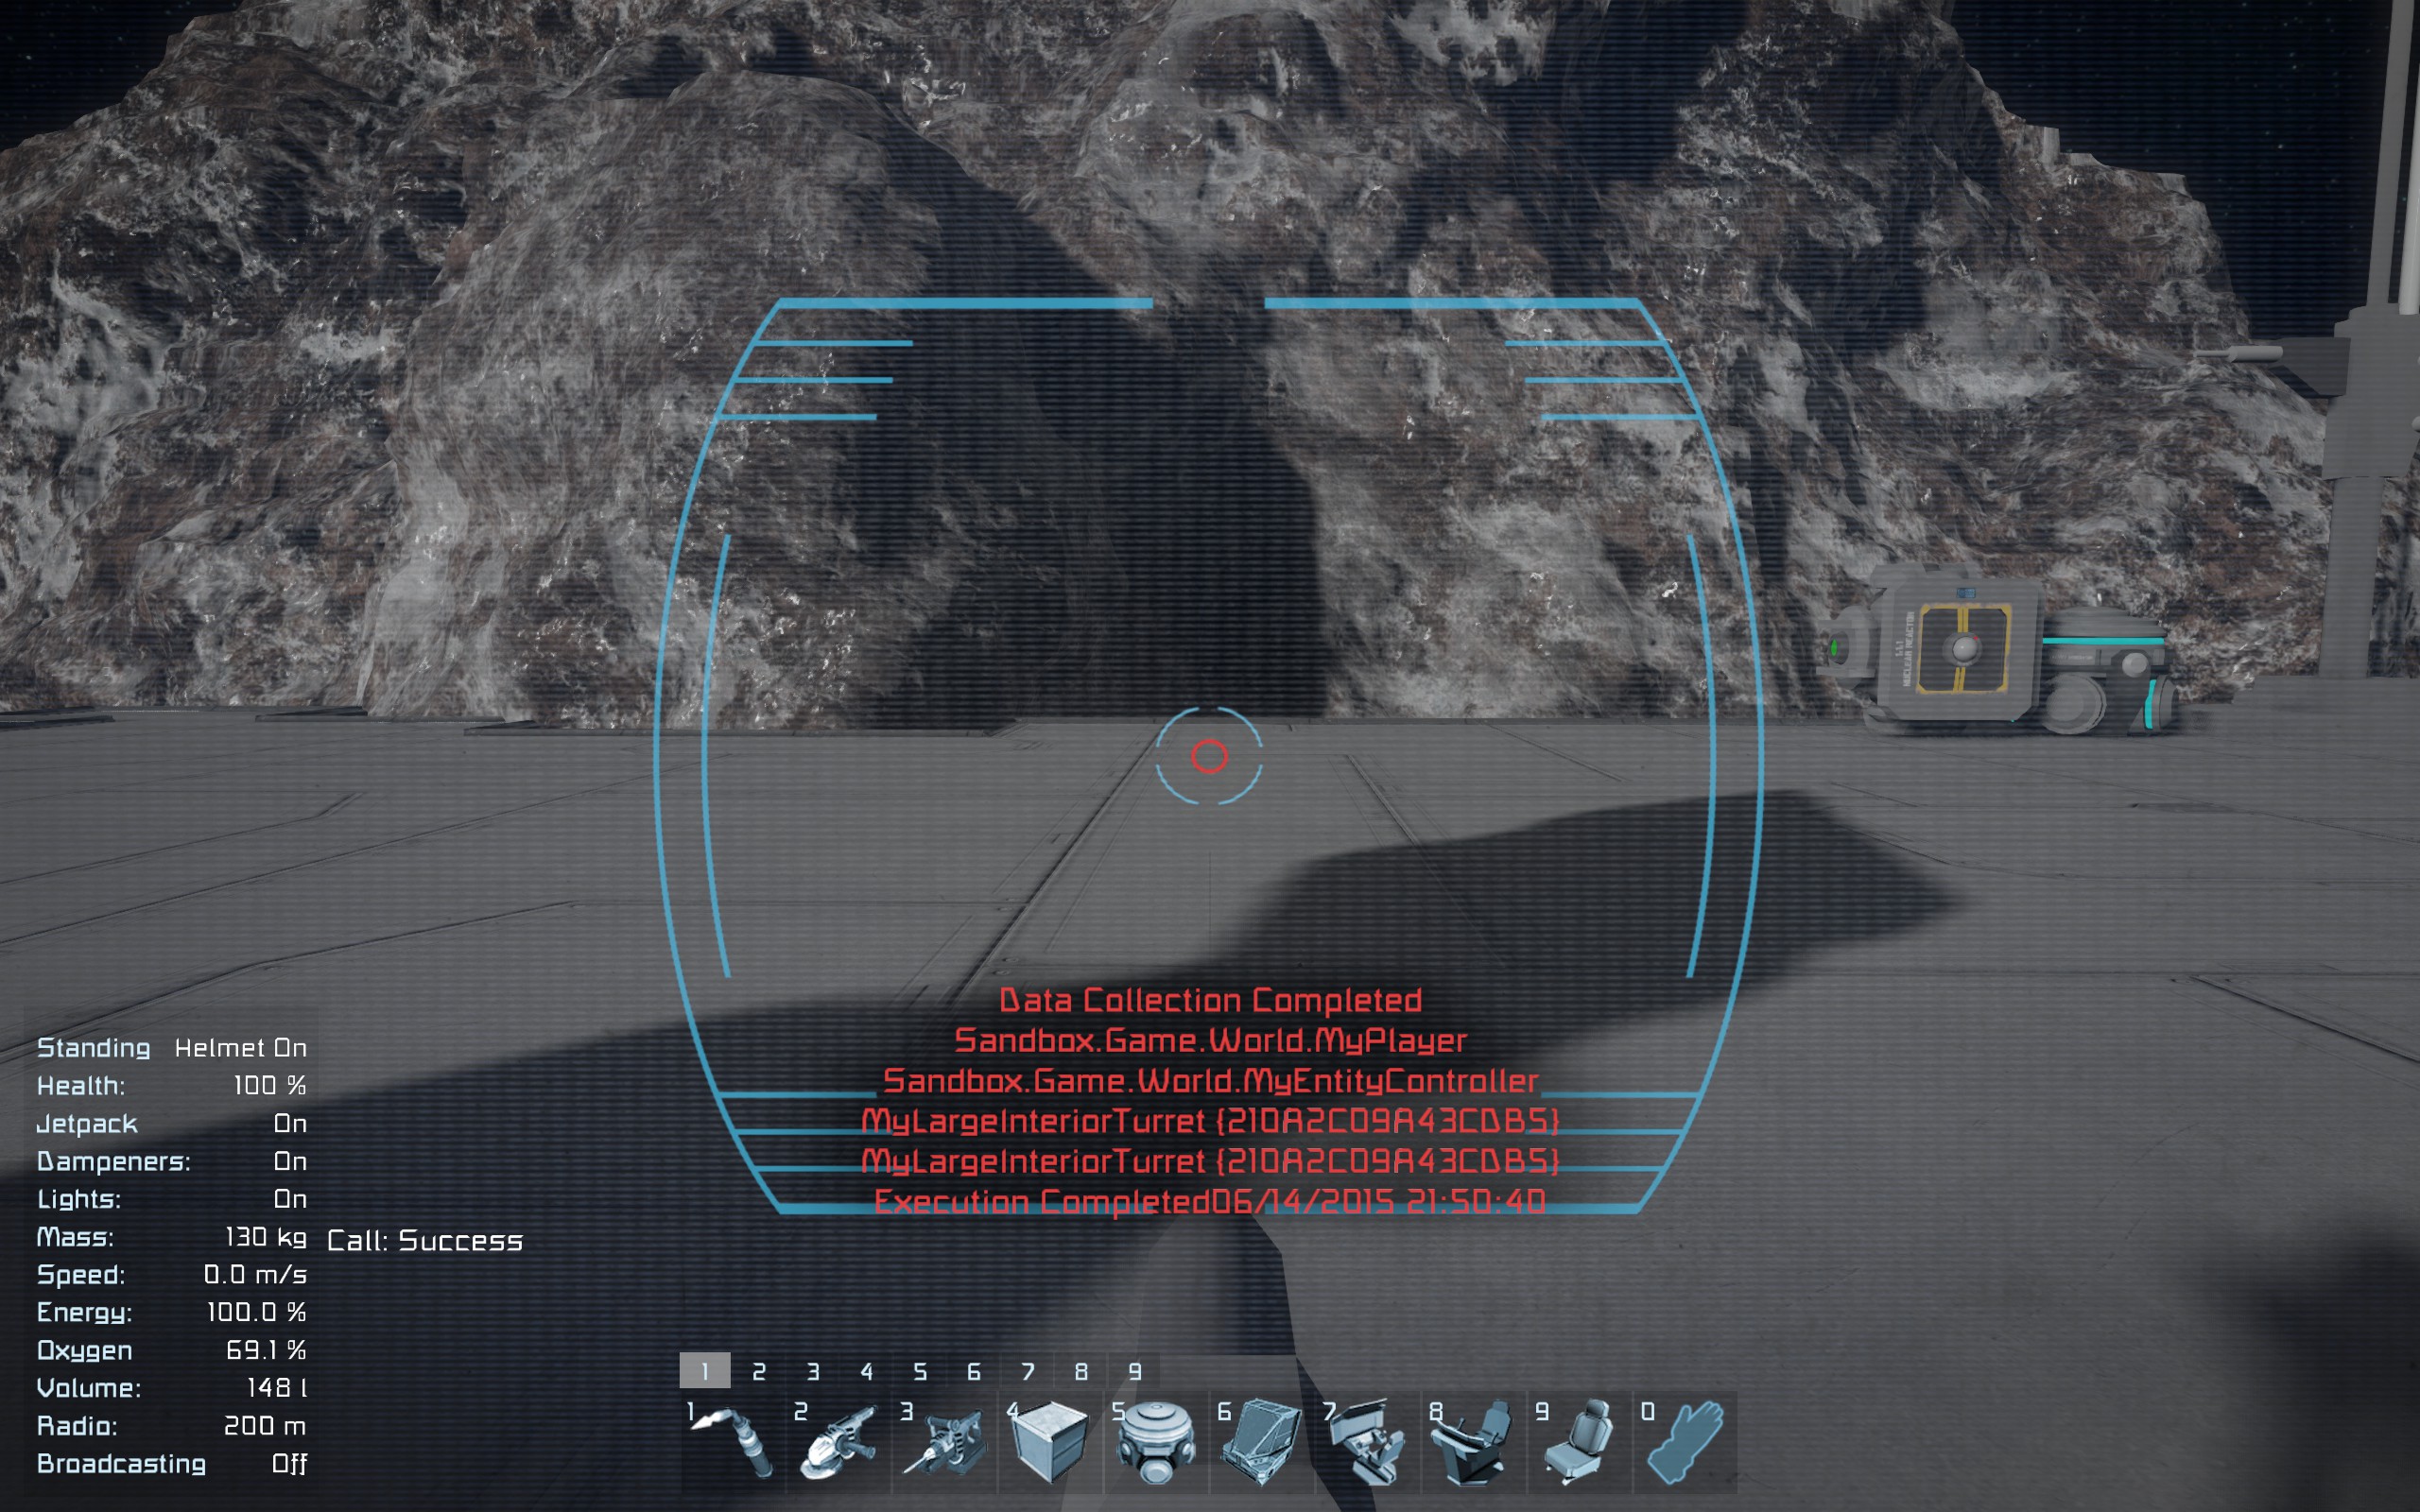 NUCLEAR REACTOR
Data Collection Completed
Sandbox.Game.World.MyPlayer
Sandbox.Game.World.MyEntityController
MyLargeInteriorTurret {210A2C09A43CDB5}
MyLargeInteriorTurret {210A2C09A43CDB5}
Execution Completed06/14/2015 21:50:40
Standing Helmet On
Health: 100 %
Jetpack On
Dampeners: On
Lights: On
Mass: 130 kg
Call: Success
Speed: 0.0 m/s
Energy: 100.0 %
Oxygen 69.1 %
Volume: 148 l
Radio: 200 m
Broadcasting Off
1 2 3 4 5 6 7 8 9
1 2 3 4 5 6 7 8 9 0